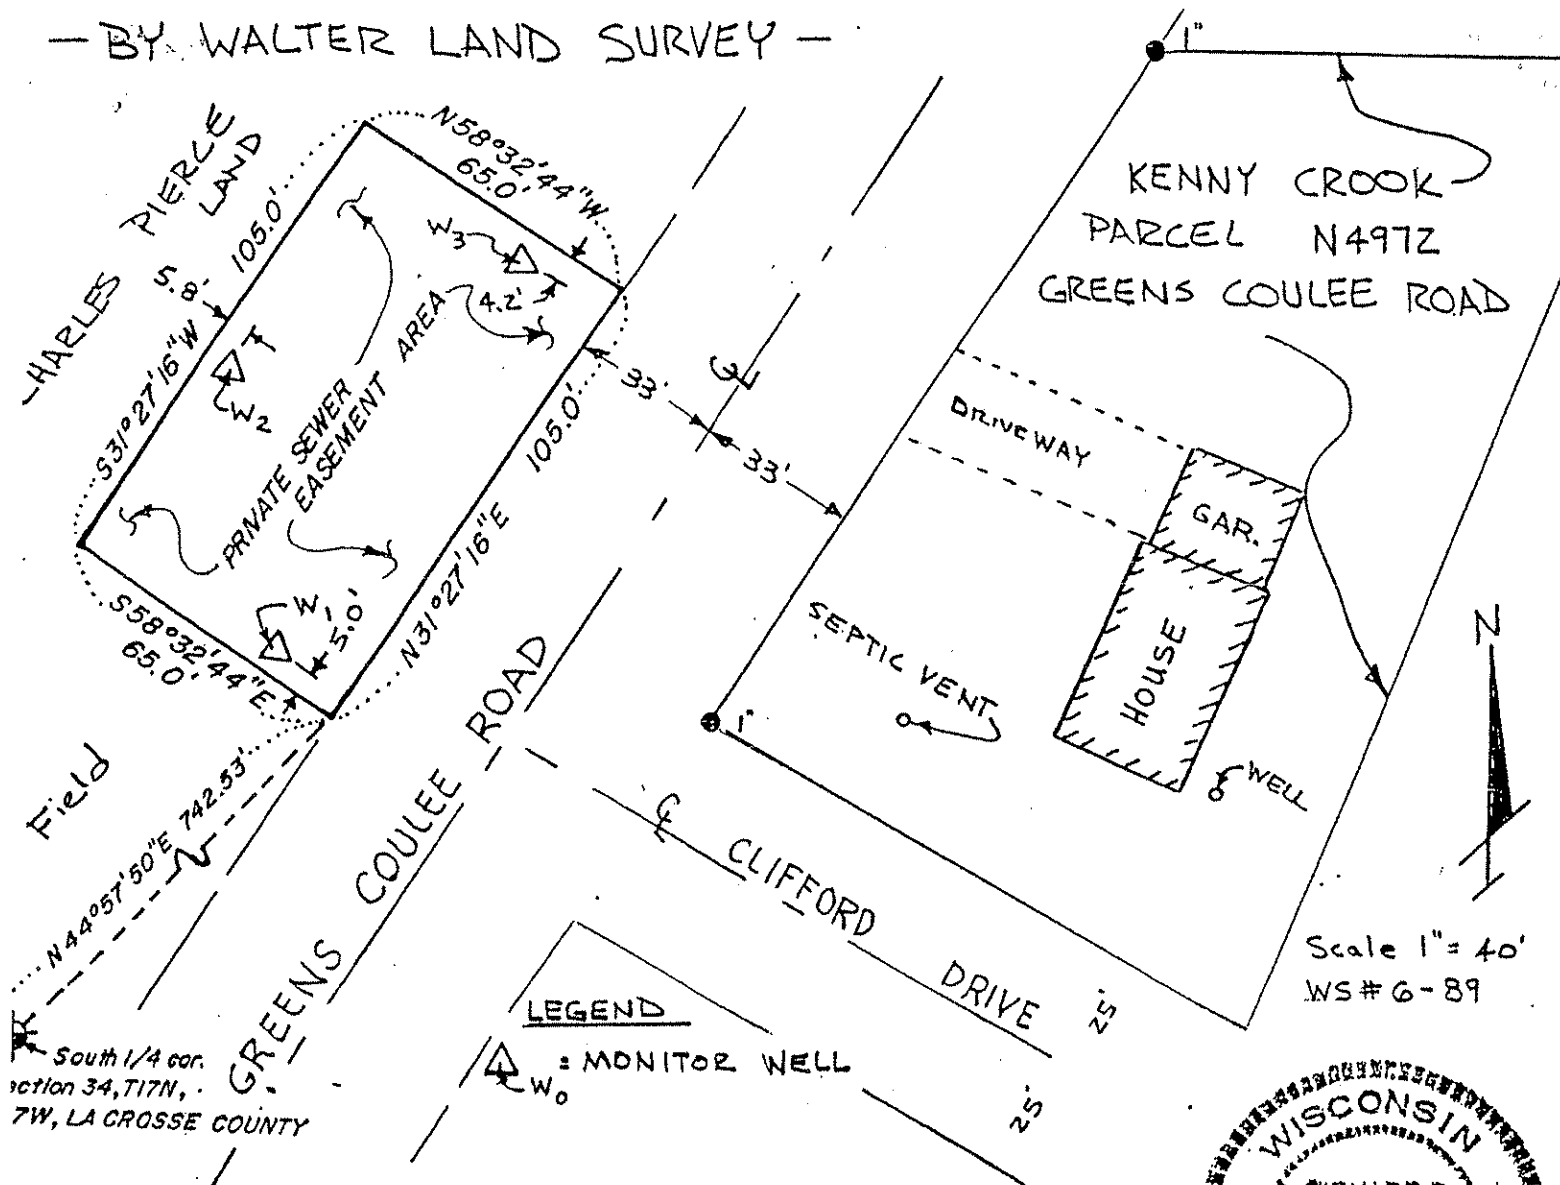 — BY WALTER LAND SURVEY —
1"
N58°32'44"W
65.0'
HARLES PIERCE
LAND
105.0'
5.8'
S31°27'16"W
W3
4.2'
W2
PRIVATE SEWER
EASEMENT AREA
105.0'
N31°27'16"E
W1
5.0'
S58°32'44"E
65.0'
33'
℄
33'
KENNY CROOK
PARCEL N4972
GREENS COULEE ROAD
DRIVEWAY
GAR.
HOUSE
SEPTIC VENT
WELL
1"
N
Field
N44°57'50"E 742.53'
GREENS COULEE ROAD
℄ CLIFFORD DRIVE
25'
25'
Scale 1" = 40'
WS # 6-89
LEGEND
= MONITOR WELL
W0
South 1/4 cor.
ection 34, T17N,
7W, LA CROSSE COUNTY
WISCONSIN